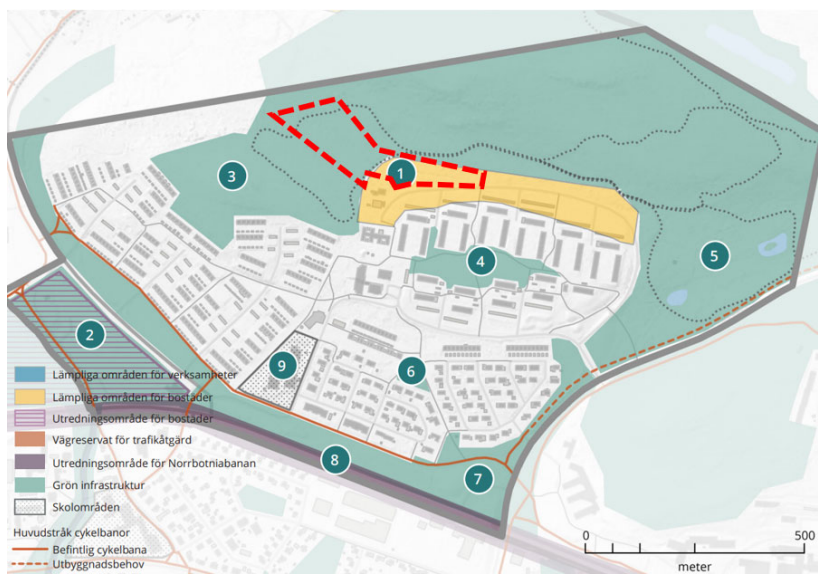 1
3
4
5
2
9
6
8
7
Lämpliga områden för verksamheter
Lämpliga områden för bostäder
Utredningsområde för bostäder
Vägreservat för trafikåtgärd
Utredningsområde för Norrbotniabanan
Grön infrastruktur
Skolområden
Huvudstråk cykelbanor
Befintlig cykelbana
Utbyggnadsbehov
0 500
meter